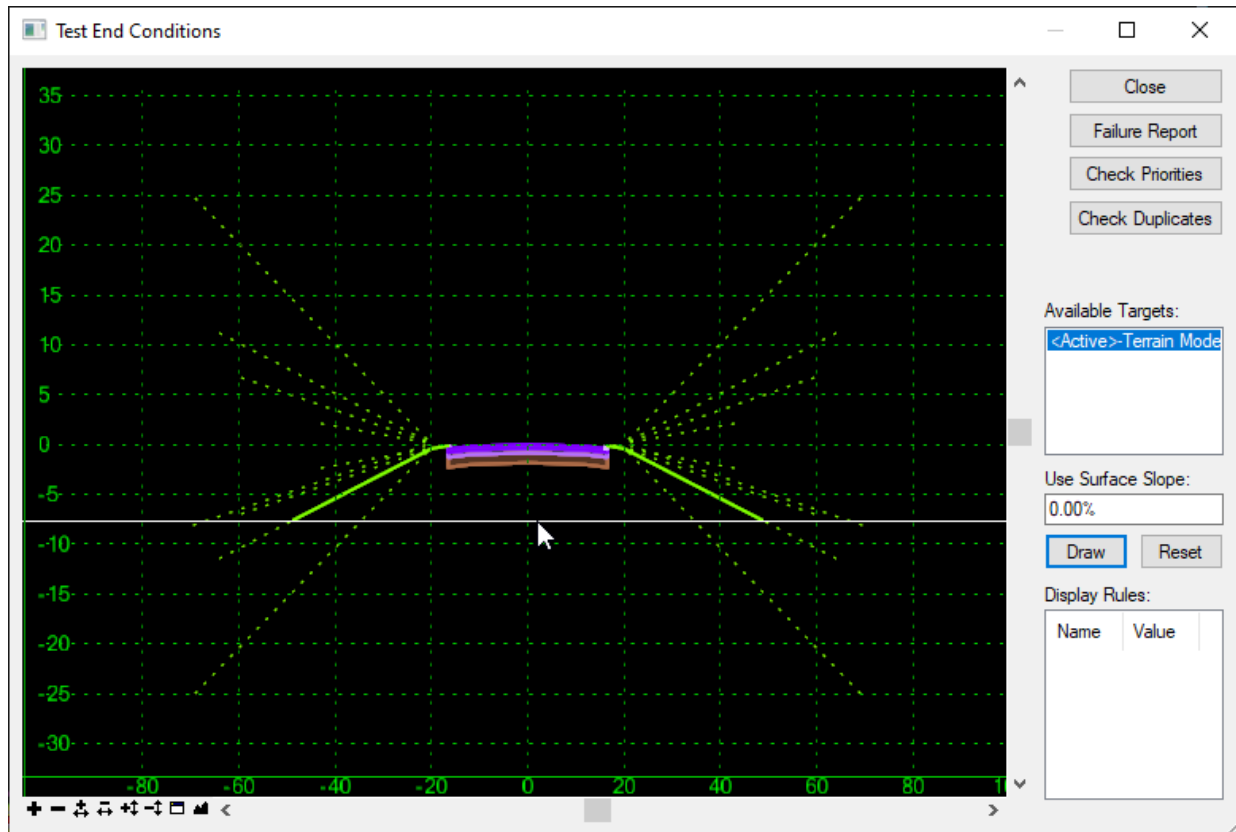 Test End Conditions
Close
Failure Report
Check Priorities
Check Duplicates
Available Targets:
<Active>-Terrain Mode
Use Surface Slope:
0.00%
Draw Reset
Display Rules:
Name Value
35
30
25
20
15
10
5
0
-5
-10
-15
-20
-25
-30
-80 -60 -40 -20 0 20 40 60 80